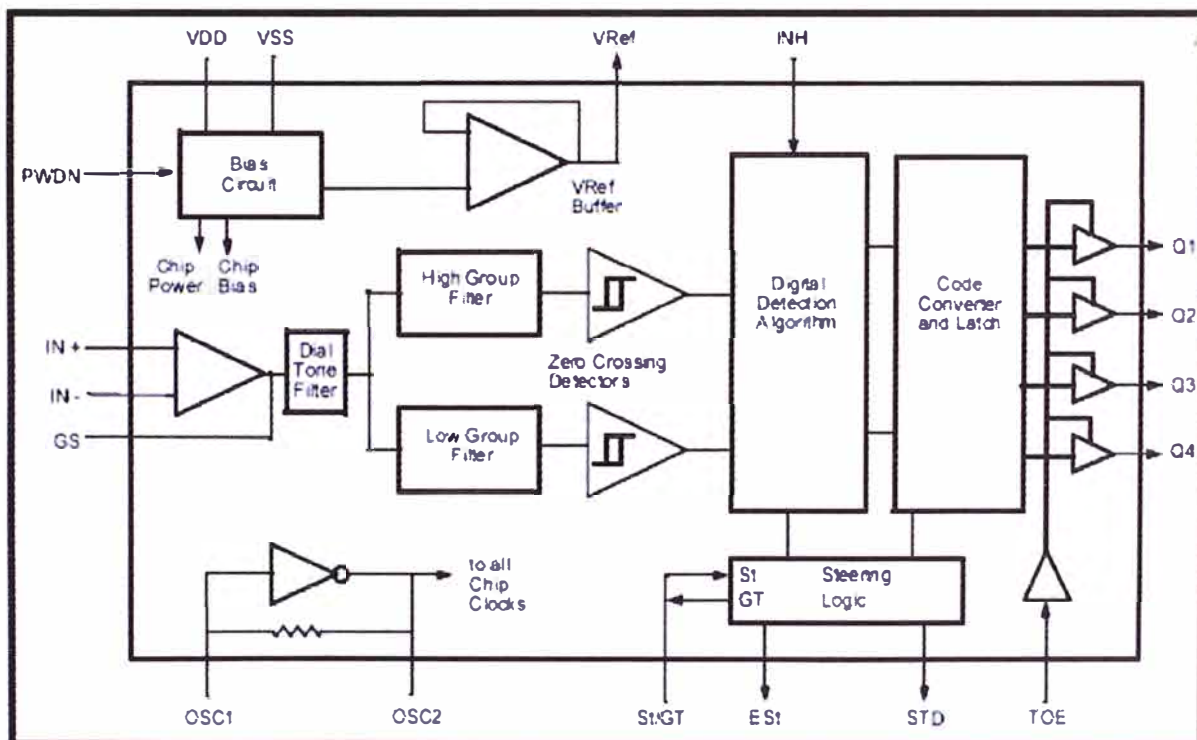 VDD
VSS
VRef
INH
PWDN
Bias
Circuit
VRef
Buffer
Chip
Power
Chip
Bias
High Group
Filter
Digital
Detection
Algorithm
Code
Converter
and Latch
Q1
Q2
Q3
Q4
IN +
IN -
GS
Dial
Tone
Filter
Zero Crossing
Detectors
Low Group
Filter
to all
Chip
Clocks
St
GT
Steering
Logic
OSC1
OSC2
St/GT
ESt
STD
TOE